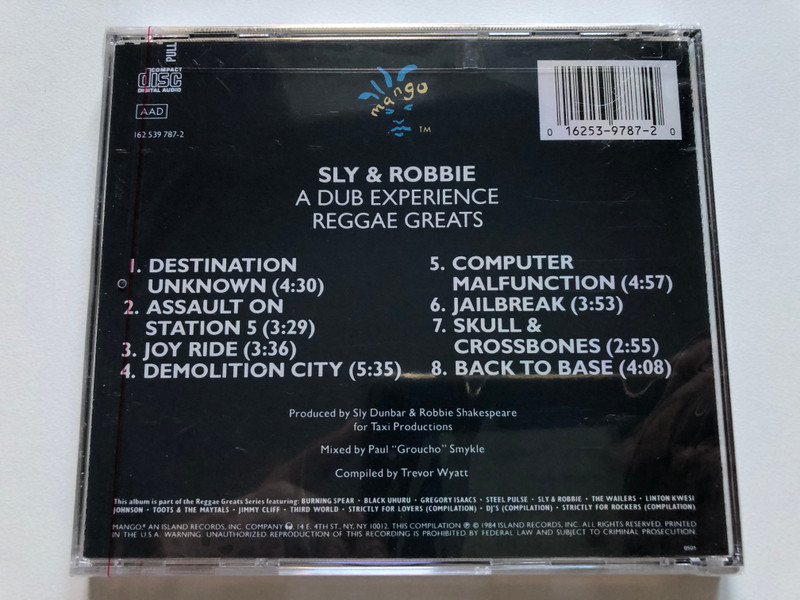 PULL
COMPACT
disc
DIGITAL AUDIO
AAD
162 539 787-2
mango
TM
0 16253-9787-2 0
SLY & ROBBIE
A DUB EXPERIENCE
REGGAE GREATS
1. DESTINATION
UNKNOWN (4:30)
2. ASSAULT ON
STATION 5 (3:29)
3. JOY RIDE (3:36)
4. DEMOLITION CITY (5:35)
5. COMPUTER
MALFUNCTION (4:57)
6. JAILBREAK (3:53)
7. SKULL &
CROSSBONES (2:55)
8. BACK TO BASE (4:08)
Produced by Sly Dunbar & Robbie Shakespeare
for Taxi Productions
Mixed by Paul "Groucho" Smykle
Compiled by Trevor Wyatt
This album is part of the Reggae Greats Series featuring: BURNING SPEAR • BLACK UHURU • GREGORY ISAACS • STEEL PULSE • SLY & ROBBIE • THE WAILERS • LINTON KWESI
JOHNSON • TOOTS & THE MAYTALS • JIMMY CLIFF • THIRD WORLD • STRICTLY FOR LOVERS (COMPILATION) • DJ'S (COMPILATION) • STRICTLY FOR ROCKERS (COMPILATION)
MANGO® AN ISLAND RECORDS, INC. COMPANY 14 E. 4TH ST., NY, NY 10012. THIS COMPILATION ℗ © 1984 ISLAND RECORDS, INC. ALL RIGHTS RESERVED. PRINTED
IN THE U.S.A. WARNING: UNAUTHORIZED REPRODUCTION OF THIS RECORDING IS PROHIBITED BY FEDERAL LAW AND SUBJECT TO CRIMINAL PROSECUTION.